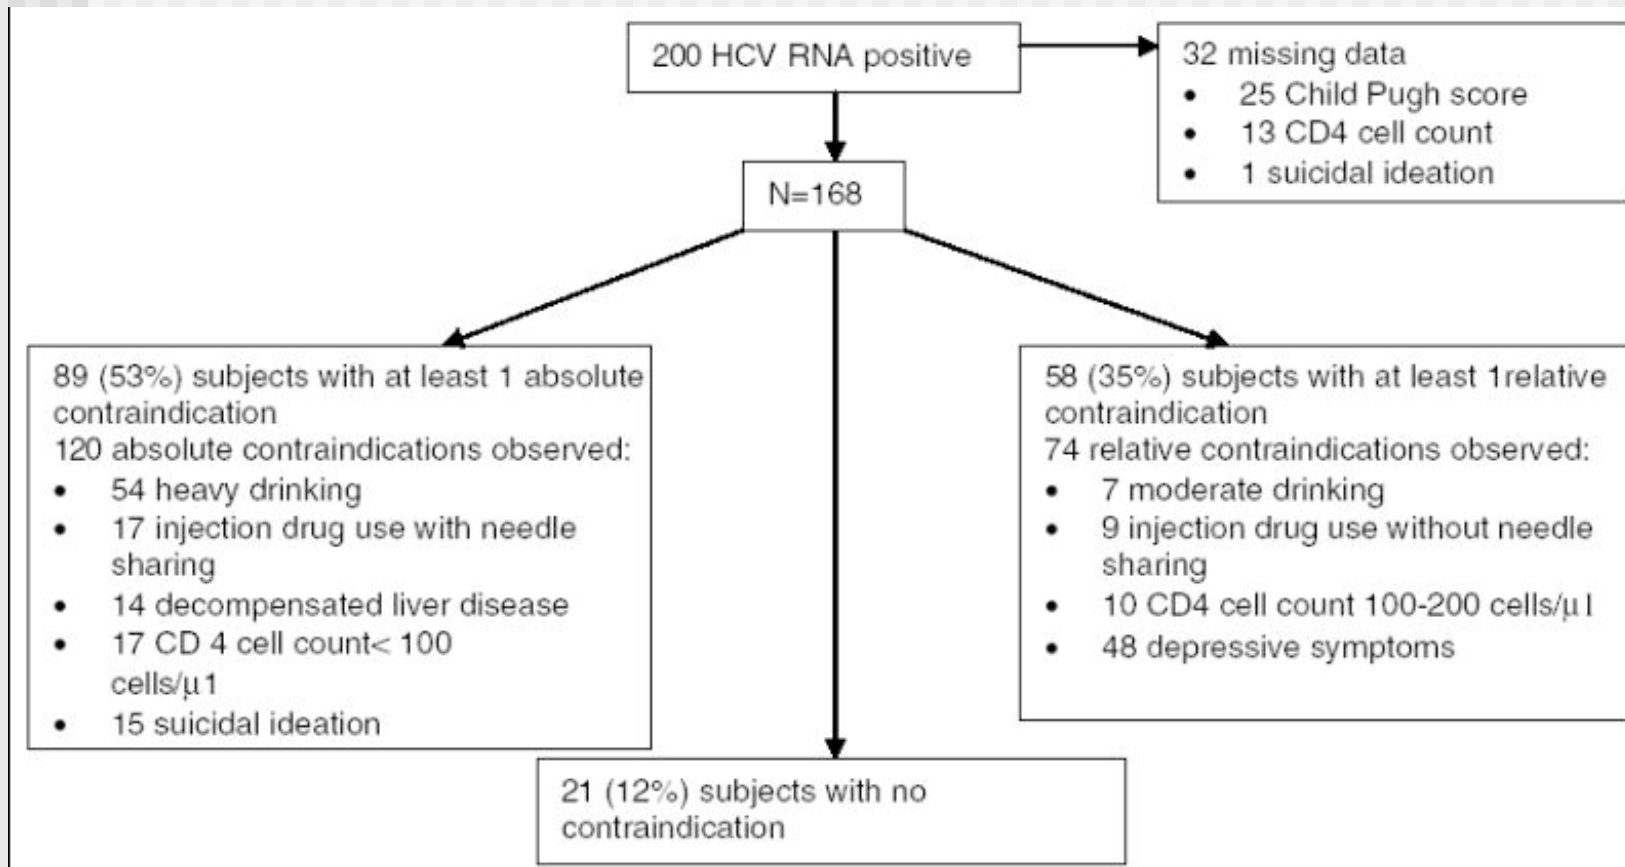 200 HCV RNA positive
32 missing data
• 25 Child Pugh score
• 13 CD4 cell count
• 1 suicidal ideation
N=168
89 (53%) subjects with at least 1 absolute
contraindication
120 absolute contraindications observed:
• 54 heavy drinking
• 17 injection drug use with needle
sharing
• 14 decompensated liver disease
• 17 CD 4 cell count< 100
cells/μ1
• 15 suicidal ideation
58 (35%) subjects with at least 1relative
contraindication
74 relative contraindications observed:
• 7 moderate drinking
• 9 injection drug use without needle
sharing
• 10 CD4 cell count 100-200 cells/μ l
• 48 depressive symptoms
21 (12%) subjects with no
contraindication